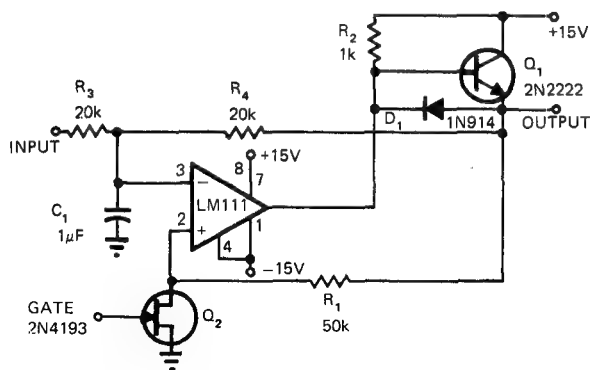 R2
1k
+15V
Q1
2N2222
R3
20k
R4
20k
D1
1N914
OUTPUT
INPUT
+15V
3
−
8
7
LM111
C1
1μF
2
+
4
1
−15V
R1
50k
GATE
2N4193
Q2